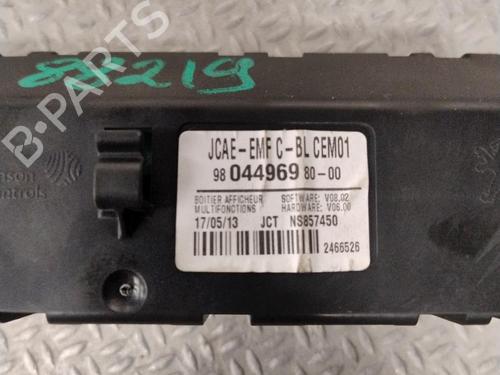 JCAE-EMF C-BL CEM01
98 044969 80-00
BOITIER AFFICHEUR SOFTWARE: V08.02
MULTIFONCTIONS HARDWARE: V06.00
17/05/13 JCT NS857450
2466526
B-PARTS